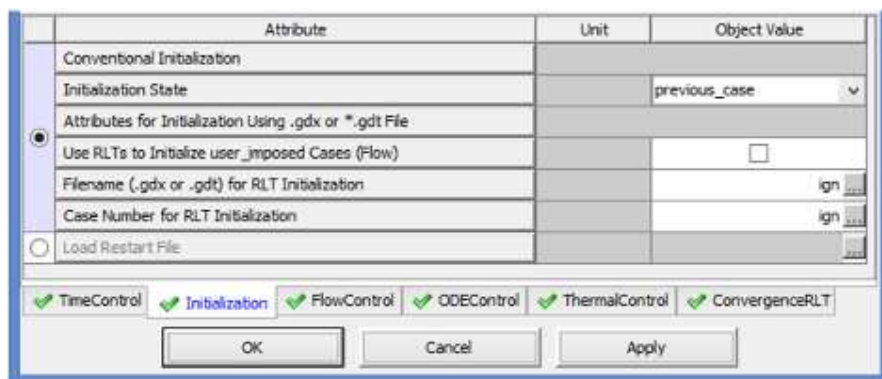 Attribute Unit Object Value
Conventional Initialization
Initialization State previous_case
Attributes for Initialization Using .gdx or *.gdt File
Use RLTs to Initialize user_imposed Cases (Flow)
Filename (.gdx or .gdt) for RLT Initialization ign ...
Case Number for RLT Initialization ign ...
Load Restart File ...
TimeControl Initialization FlowControl ODEControl ThermalControl ConvergenceRLT
OK Cancel Apply